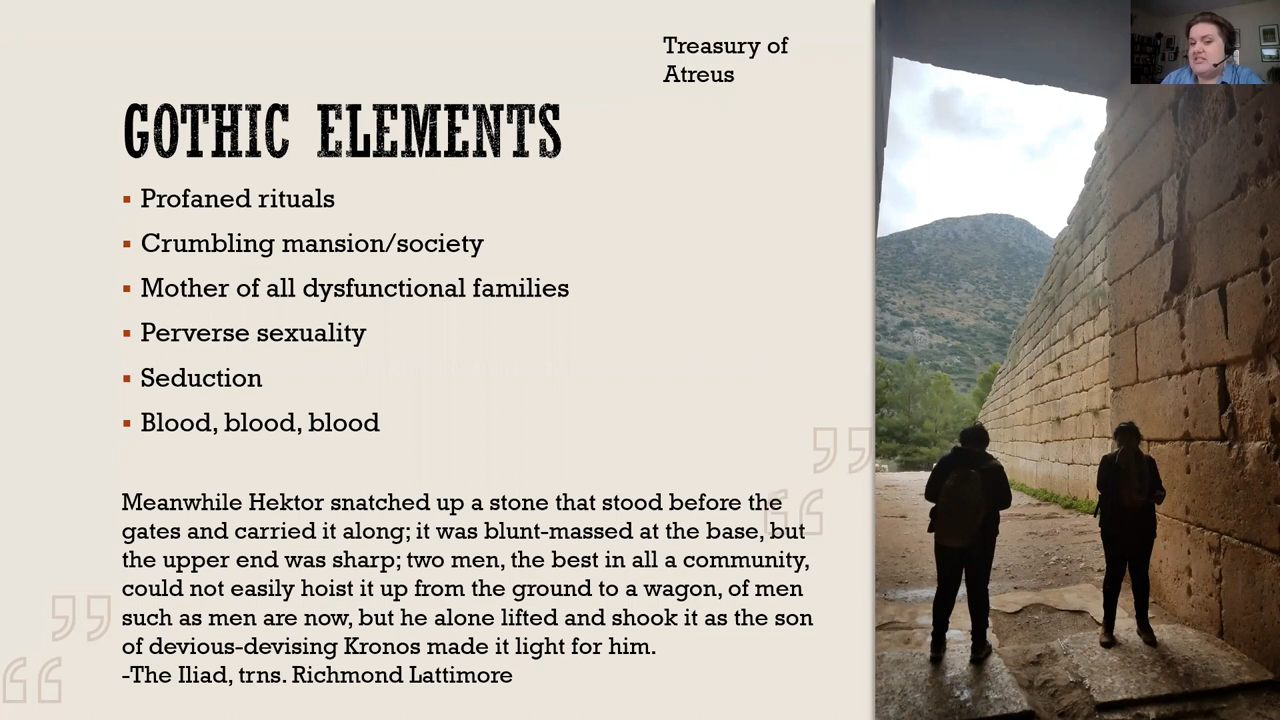 Treasury of
Atreus
GOTHIC ELEMENTS
▪ Profaned rituals
▪ Crumbling mansion/society
▪ Mother of all dysfunctional families
▪ Perverse sexuality
▪ Seduction
▪ Blood, blood, blood
Meanwhile Hektor snatched up a stone that stood before the
gates and carried it along; it was blunt-massed at the base, but
the upper end was sharp; two men, the best in all a community,
could not easily hoist it up from the ground to a wagon, of men
such as men are now, but he alone lifted and shook it as the son
of devious-devising Kronos made it light for him.
-The Iliad, trns. Richmond Lattimore